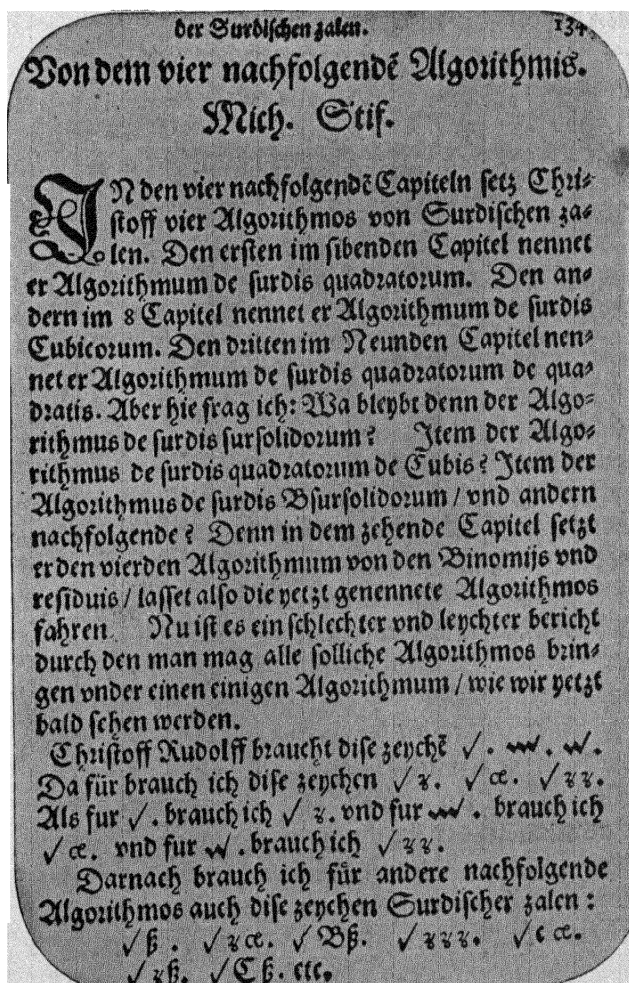 der Surdischen zalen. 134
Von dem vier nachfolgendē Algorithmis.
Mich. Stif.
IN den vier nachfolgendē Capiteln setz Chri⸗
stoff vier Algorithmos von Surdischen za⸗
len. Den ersten im sibenden Capitel nennet
er Algorithmum de surdis quadratorum. Den an⸗
dern im 8 Capitel nennet er Algorithmum de surdis
Cubicorum. Den dritten im Neunden Capitel nen⸗
net er Algorithmum de surdis quadratorum de qua⸗
dratis. Aber hie frag ich: Wa bleybt denn der Algo⸗
rithmus de surdis sursolidorum? Item der Algo⸗
rithmus de surdis quadratorum de Cubis? Item der
Algorithmus de surdis Bsursolidorum / vnd andern
nachfolgende? Denn in dem zehende Capitel setzt
er den vierden Algorithmum von den Binomijs vnd
residuis / lasset also die yetzt genennete Algorithmos
fahren Nu ist es ein schlechter vnd leychter bericht
durch den man mag alle solliche Algorithmos brin⸗
gen vnder einen einigen Algorithmum / wie wir yetzt
bald sehen werden.
Christoff Rudolff braucht dise zeychē √ . .
Da für brauch ich dise zeychen √ʒ. √ꝯ. √ʒʒ.
Als fur √. brauch ich √ʒ. vnd fur . brauch ich
√ꝯ. vnd fur . brauch ich √ʒʒ.
Darnach brauch ich für andere nachfolgende
Algorithmos auch dise zeychen Surdischer zalen:
√ß. √ʒꝯ. √Bß. √ʒʒʒ. √c ꝯ.
√ʒß. √Cß. etc.